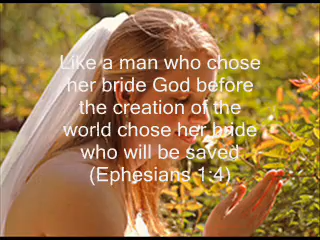 Like a man who chose
her bride God before
the creation of the
world chose her bride
who will be saved
(Ephesians 1:4)